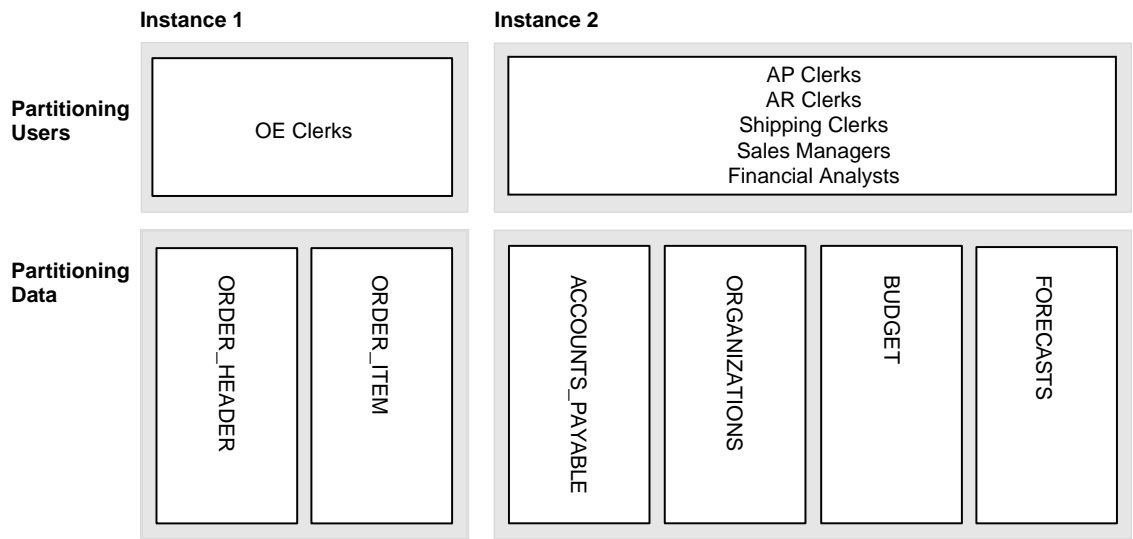 Instance 1
Instance 2
Partitioning
Users
OE Clerks
AP Clerks
AR Clerks
Shipping Clerks
Sales Managers
Financial Analysts
Partitioning
Data
ORDER_HEADER
ORDER_ITEM
ACCOUNTS_PAYABLE
ORGANIZATIONS
BUDGET
FORECASTS